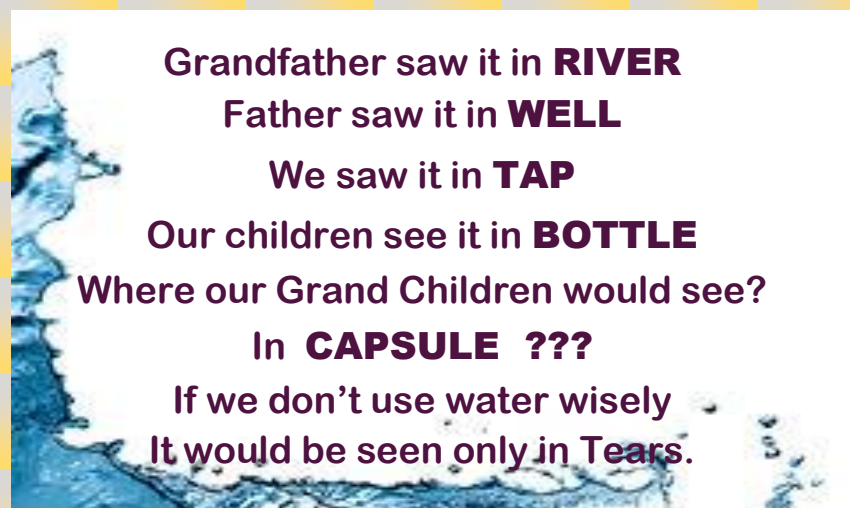 Grandfather saw it in RIVER
Father saw it in WELL
We saw it in TAP
Our children see it in BOTTLE
Where our Grand Children would see?
In CAPSULE ???
If we don’t use water wisely
It would be seen only in Tears.